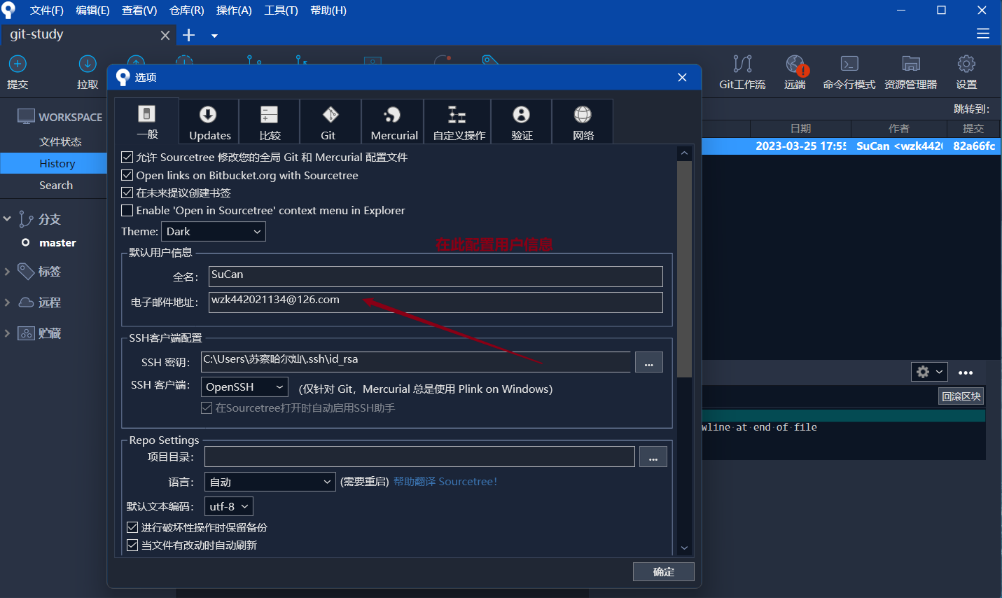 文件(F) 编辑(E) 查看(V) 仓库(R) 操作(A) 工具(T) 帮助(H)
git-study
提交 拉取 Git工作流 远端 命令行模式 资源管理器 设置
选项
一般 Updates 比较 Git Mercurial 自定义操作 验证 网络
跳转到:
日期 作者 提交
2023-03-25 17:55 SuCan <wzk442 82a66fc
WORKSPACE
文件状态
History
Search
分支
master
标签
远程
贮藏
允许 Sourcetree 修改您的全局 Git 和 Mercurial 配置文件
Open links on Bitbucket.org with Sourcetree
在未来提议创建书签
Enable 'Open in Sourcetree' context menu in Explorer
Theme: Dark
在此配置用户信息
默认用户信息
全名: SuCan
电子邮件地址: wzk442021134@126.com
SSH客户端配置
SSH 密钥: C:\Users\苏察哈尔灿\.ssh\id_rsa ...
SSH 客户端: OpenSSH (仅针对 Git，Mercurial 总是使用 Plink on Windows)
在Sourcetree打开时自动启用SSH助手
Repo Settings
项目目录: ...
语言: 自动 (需要重启) 帮助翻译 Sourcetree!
默认文本编码: utf-8
进行破坏性操作时保留备份
当文件有改动时自动刷新
确定
回滚区块
wline at end of file